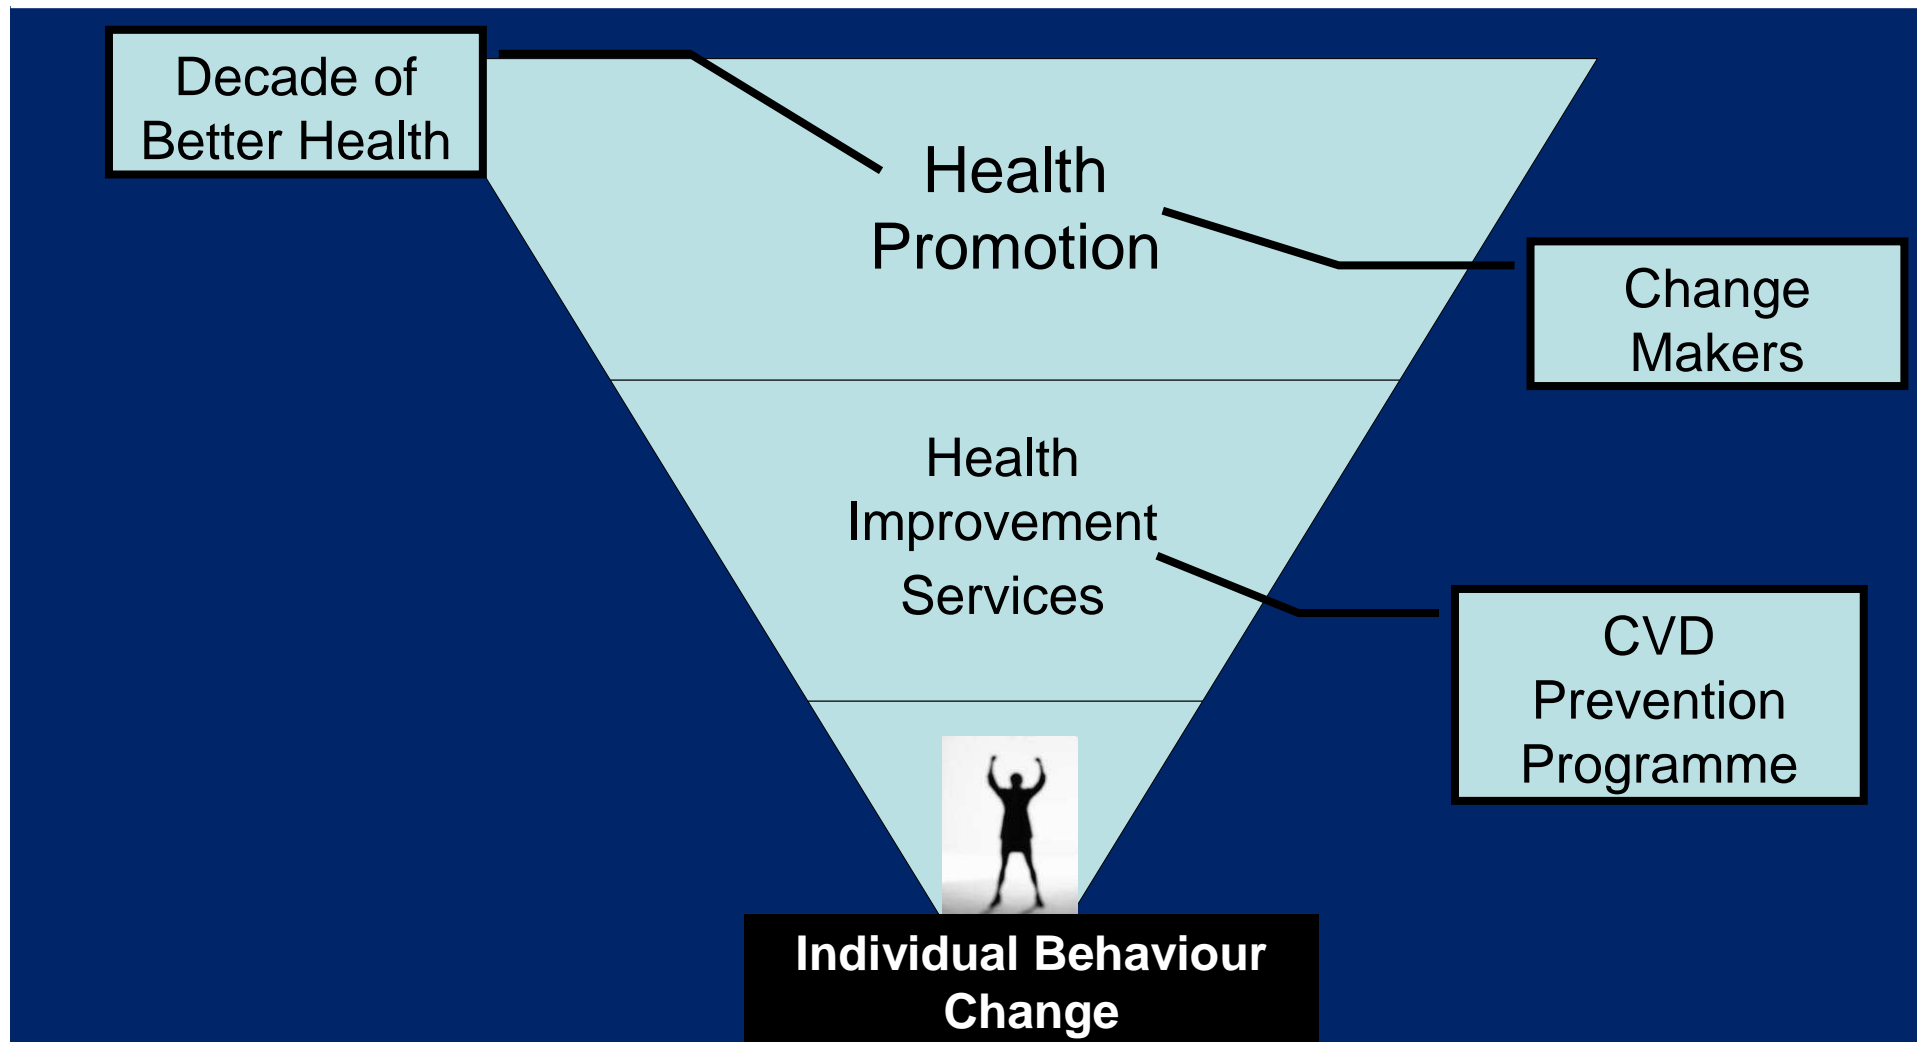 Decade of
Better Health
Health
Promotion
Change
Makers
Health
Improvement
Services
CVD
Prevention
Programme
Individual Behaviour
Change